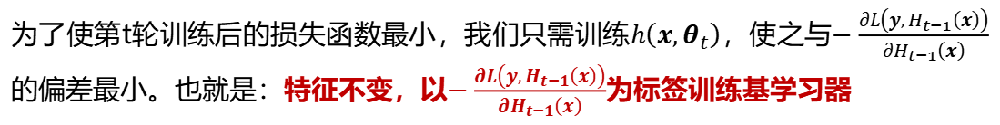 为了使第t轮训练后的损失函数最小，我们只需训练$h(\boldsymbol{x}, \boldsymbol{\theta}_t)$，使之与$-\frac{\partial L(\boldsymbol{y}, H_{t-1}(\boldsymbol{x}))}{\partial H_{t-1}(\boldsymbol{x})}$
的偏差最小。也就是：特征不变，以$-\frac{\partial L(\boldsymbol{y}, H_{t-1}(\boldsymbol{x}))}{\partial H_{t-1}(\boldsymbol{x})}$为标签训练基学习器